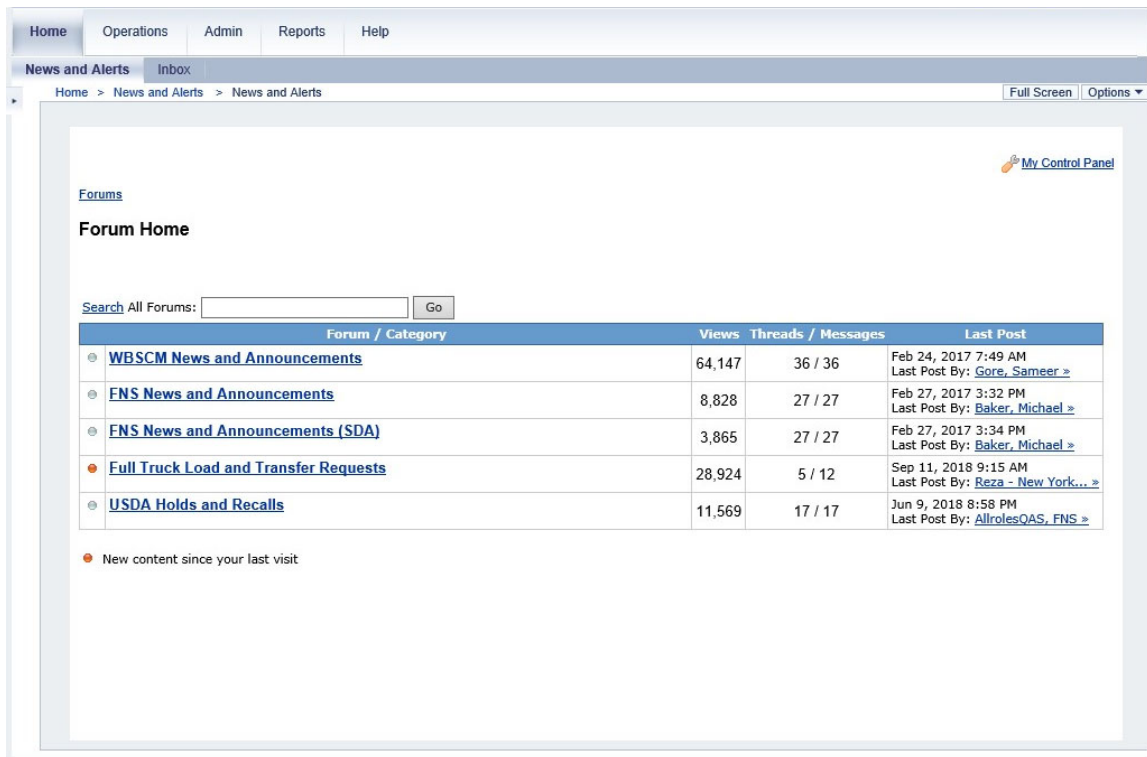 Home Operations Admin Reports Help
News and Alerts Inbox
Home > News and Alerts > News and Alerts Full Screen Options
My Control Panel
Forums
Forum Home
Search All Forums: Go
Forum / Category Views Threads / Messages Last Post
WBSCM News and Announcements 64,147 36 / 36 Feb 24, 2017 7:49 AM
Last Post By: Gore, Sameer »
FNS News and Announcements 8,828 27 / 27 Feb 27, 2017 3:32 PM
Last Post By: Baker, Michael »
FNS News and Announcements (SDA) 3,865 27 / 27 Feb 27, 2017 3:34 PM
Last Post By: Baker, Michael »
Full Truck Load and Transfer Requests 28,924 5 / 12 Sep 11, 2018 9:15 AM
Last Post By: Reza - New York... »
USDA Holds and Recalls 11,569 17 / 17 Jun 9, 2018 8:58 PM
Last Post By: AllrolesQAS, FNS »
New content since your last visit